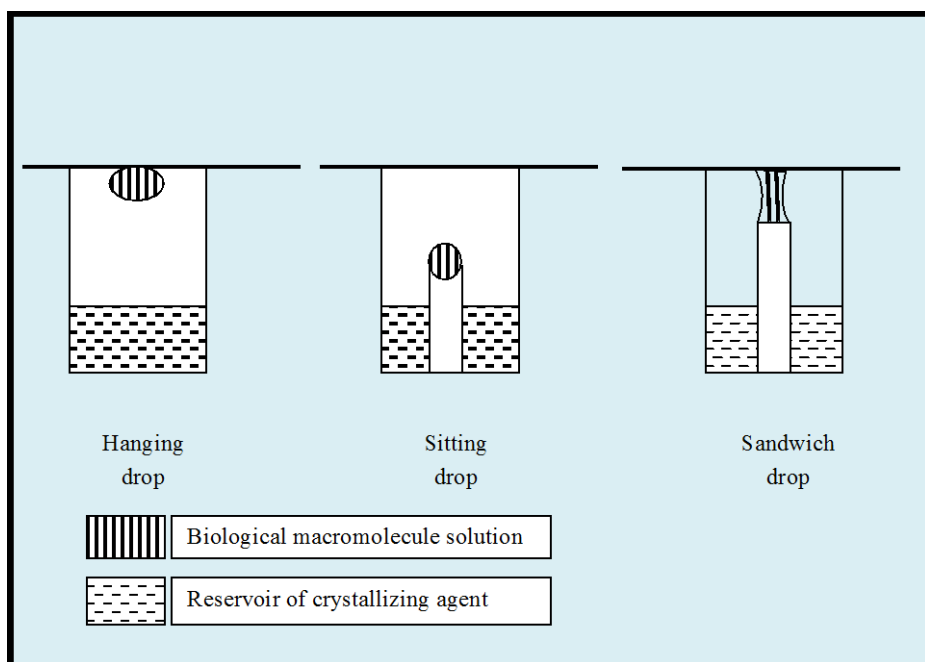 Hanging
drop
Sitting
drop
Sandwich
drop
Biological macromolecule solution
Reservoir of crystallizing agent